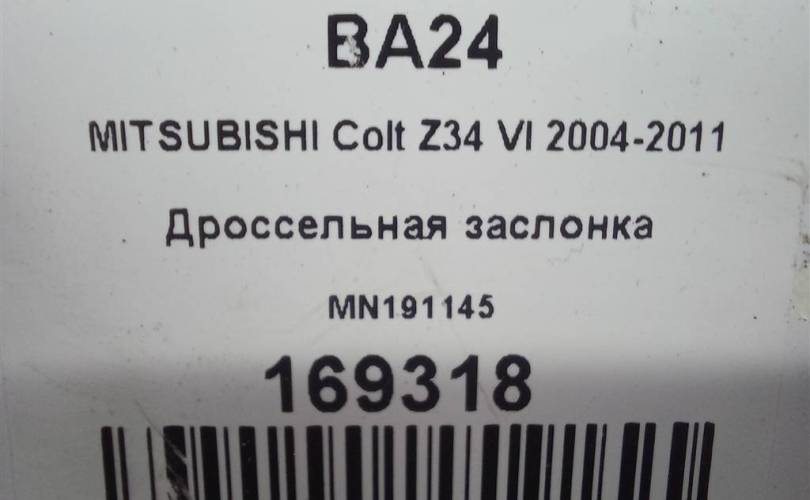 BA24
MITSUBISHI Colt Z34 VI 2004-2011
Дроссельная заслонка
MN191145
169318